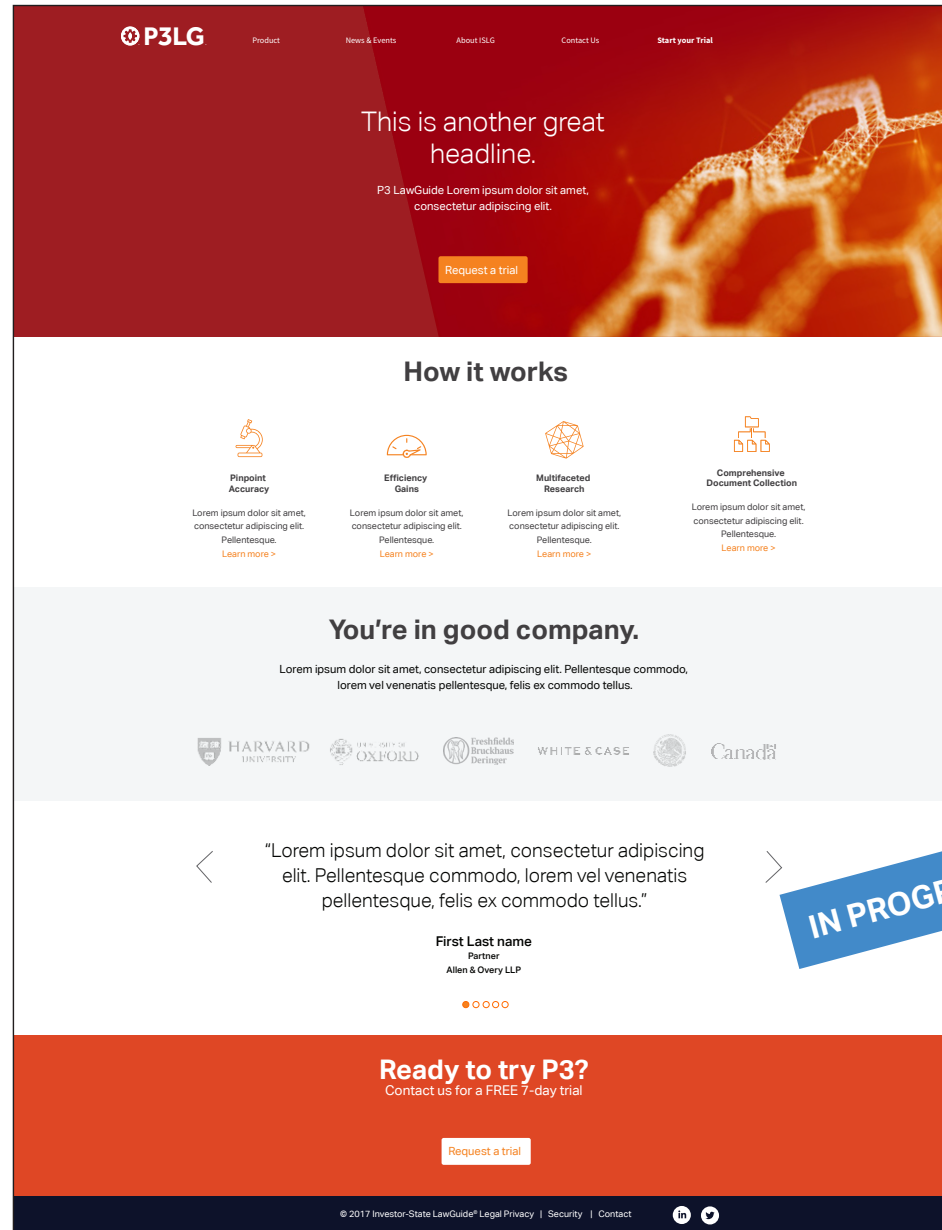 P3LG
Product
News & Events
About ISLG
Contact Us
Start your Trial
This is another great
headline.
P3 LawGuide Lorem ipsum dolor sit amet,
consectetur adipiscing elit.
Request a trial
How it works
Pinpoint
Accuracy
Lorem ipsum dolor sit amet,
consectetur adipiscing elit.
Pellentesque.
Learn more >
Efficiency
Gains
Lorem ipsum dolor sit amet,
consectetur adipiscing elit.
Pellentesque.
Learn more >
Multifaceted
Research
Lorem ipsum dolor sit amet,
consectetur adipiscing elit.
Pellentesque.
Learn more >
Comprehensive
Document Collection
Lorem ipsum dolor sit amet,
consectetur adipiscing elit.
Pellentesque.
Learn more >
You’re in good company.
Lorem ipsum dolor sit amet, consectetur adipiscing elit. Pellentesque commodo,
lorem vel venenatis pellentesque, felis ex commodo tellus.
HARVARD
UNIVERSITY
UNIVERSITY OF
OXFORD
Freshfields
Bruckhaus
Deringer
WHITE & CASE
Canada
“Lorem ipsum dolor sit amet, consectetur adipiscing
elit. Pellentesque commodo, lorem vel venenatis
pellentesque, felis ex commodo tellus.”
First Last name
Partner
Allen & Overy LLP
IN PROGR
Ready to try P3?
Contact us for a FREE 7-day trial
Request a trial
© 2017 Investor-State LawGuide® Legal Privacy | Security | Contact
in